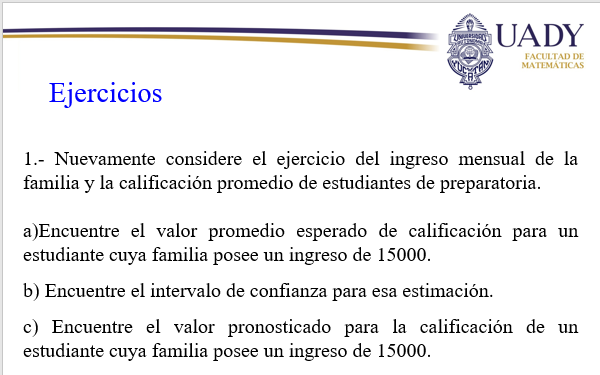 UADY
FACULTAD DE
MATEMÁTICAS
Ejercicios
1.- Nuevamente considere el ejercicio del ingreso mensual de la
familia y la calificación promedio de estudiantes de preparatoria.
a)Encuentre el valor promedio esperado de calificación para un
estudiante cuya familia posee un ingreso de 15000.
b) Encuentre el intervalo de confianza para esa estimación.
c) Encuentre el valor pronosticado para la calificación de un
estudiante cuya familia posee un ingreso de 15000.